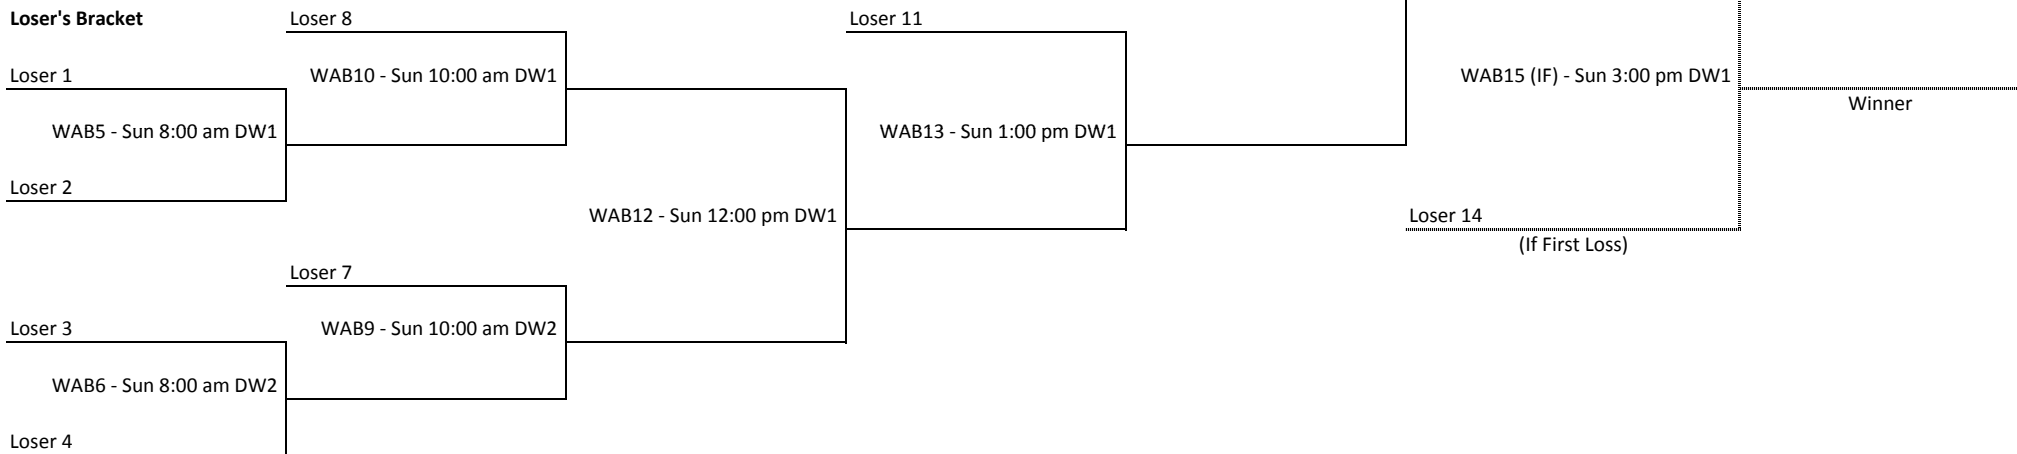 Loser's Bracket
Loser 8
Loser 11
Loser 1
WAB10 - Sun 10:00 am DW1
WAB15 (IF) - Sun 3:00 pm DW1
Winner
WAB5 - Sun 8:00 am DW1
WAB13 - Sun 1:00 pm DW1
Loser 2
WAB12 - Sun 12:00 pm DW1
Loser 14
(If First Loss)
Loser 7
Loser 3
WAB9 - Sun 10:00 am DW2
WAB6 - Sun 8:00 am DW2
Loser 4